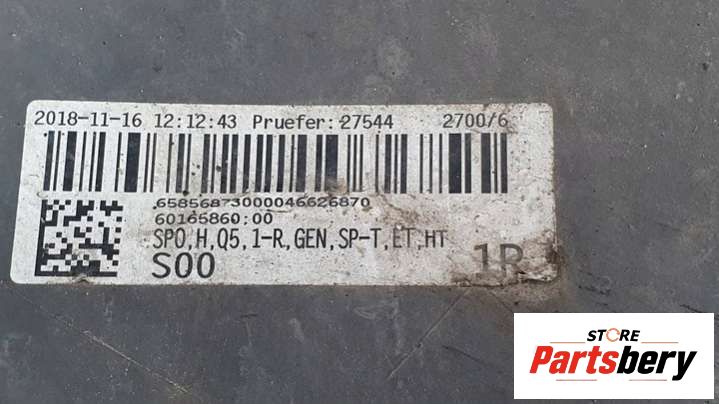 2018-11-16 12:12:43 Pruefer:27544 2700/6
65856873000046626870
60165860;00
SPO,H,Q5,1-R,GEN,SP-T,ET,HT
S00 1R
STORE
Partsbery